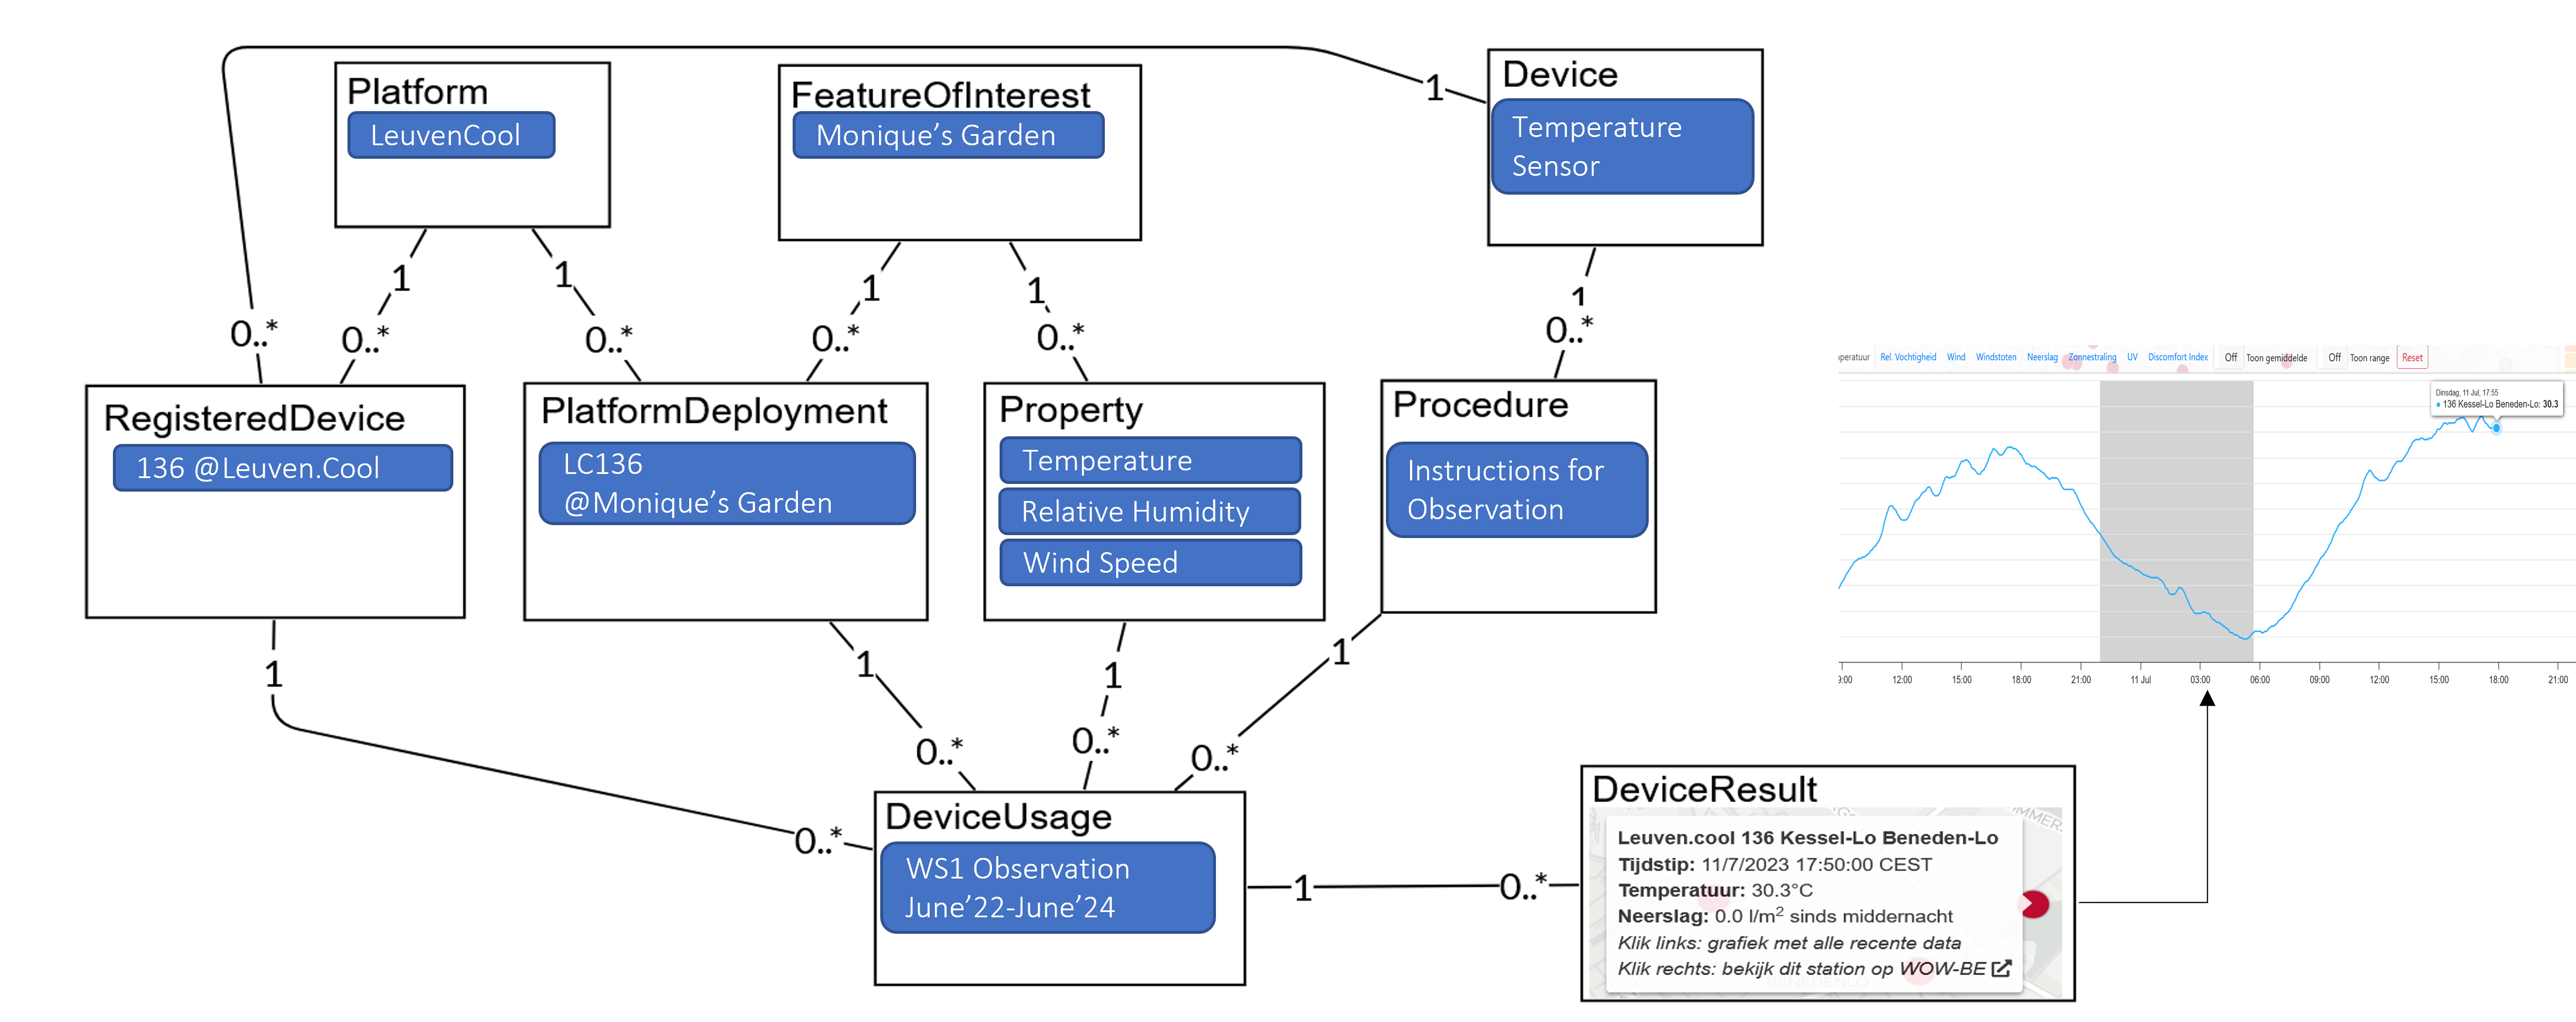 Platform
LeuvenCool
FeatureOfInterest
Monique's Garden
Device
Temperature
Sensor
1
1
1
1
1
1
0..*
0..*
0..*
0..*
0..*
0..*
RegisteredDevice
136 @Leuven.Cool
PlatformDeployment
LC136
@Monique's Garden
Property
Temperature
Relative Humidity
Wind Speed
Procedure
Instructions for
Observation
peratuur Rel. Vochtigheid Wind Windstoten Neerslag Zonnestraling UV Discomfort Index Off Toon gemiddelde Off Toon range Reset
Dinsdag, 11 Jul, 17:55
136 Kessel-Lo Beneden-Lo: 30.3
9:00 12:00 15:00 18:00 21:00 11 Jul 03:00 06:00 09:00 12:00 15:00 18:00 21:00
1
1
1
1
0..*
0..*
0..*
0..*
DeviceUsage
WS1 Observation
June'22-June'24
1
0..*
DeviceResult
Leuven.cool 136 Kessel-Lo Beneden-Lo
Tijdstip: 11/7/2023 17:50:00 CEST
Temperatuur: 30.3°C
Neerslag: 0.0 l/m² sinds middernacht
Klik links: grafiek met alle recente data
Klik rechts: bekijk dit station op WOW-BE